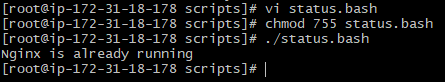 [root@ip-172-31-18-178 scripts]# vi status.bash
[root@ip-172-31-18-178 scripts]# chmod 755 status.bash
[root@ip-172-31-18-178 scripts]# ./status.bash
Nginx is already running
[root@ip-172-31-18-178 scripts]#